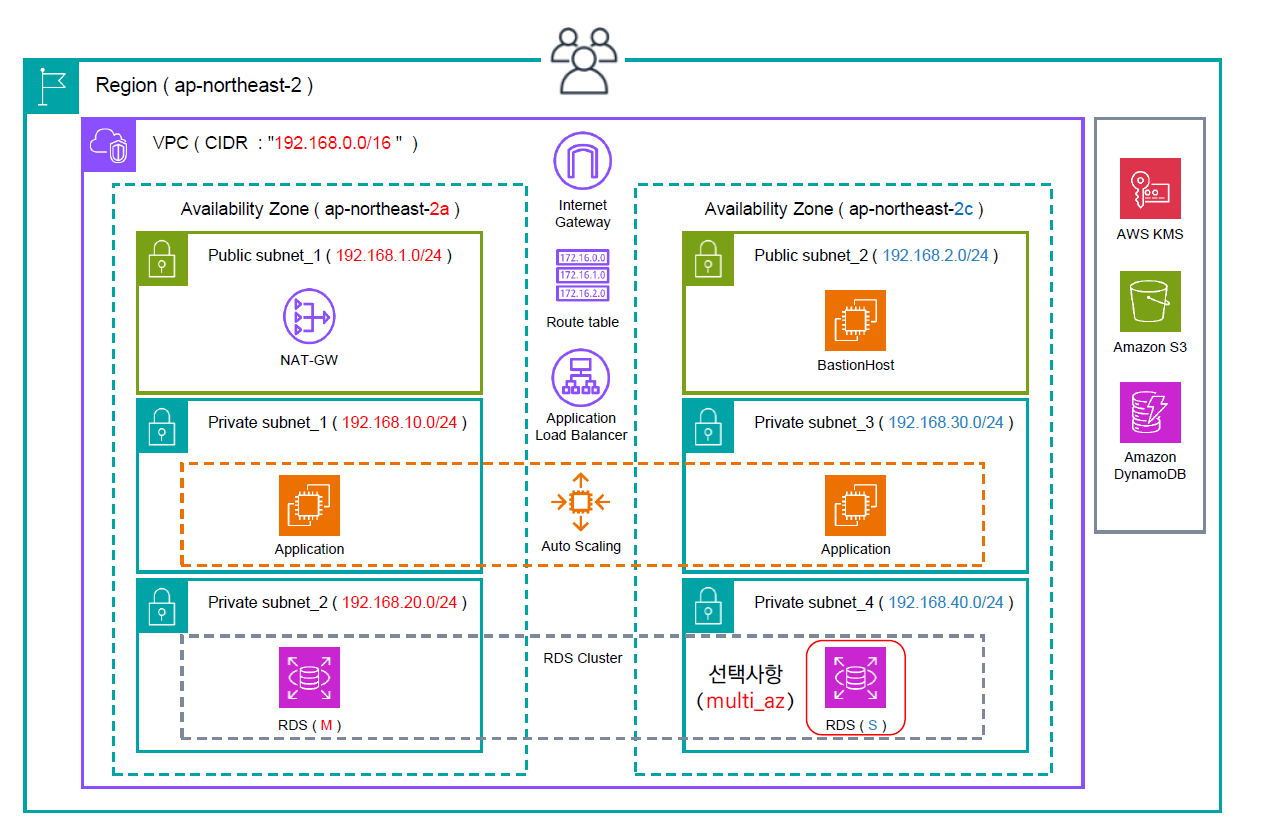 Region ( ap-northeast-2 )
VPC ( CIDR : "192.168.0.0/16 " )
Internet
Gateway
172.16.0.0
172.16.1.0
172.16.2.0
Route table
Application
Load Balancer
Auto Scaling
RDS Cluster
Availability Zone ( ap-northeast-2a )
Public subnet_1 ( 192.168.1.0/24 )
NAT-GW
Private subnet_1 ( 192.168.10.0/24 )
Application
Private subnet_2 ( 192.168.20.0/24 )
RDS ( M )
Availability Zone ( ap-northeast-2c )
Public subnet_2 ( 192.168.2.0/24 )
BastionHost
Private subnet_3 ( 192.168.30.0/24 )
Application
Private subnet_4 ( 192.168.40.0/24 )
선택사항
(multi_az)
RDS ( S )
AWS KMS
Amazon S3
Amazon
DynamoDB